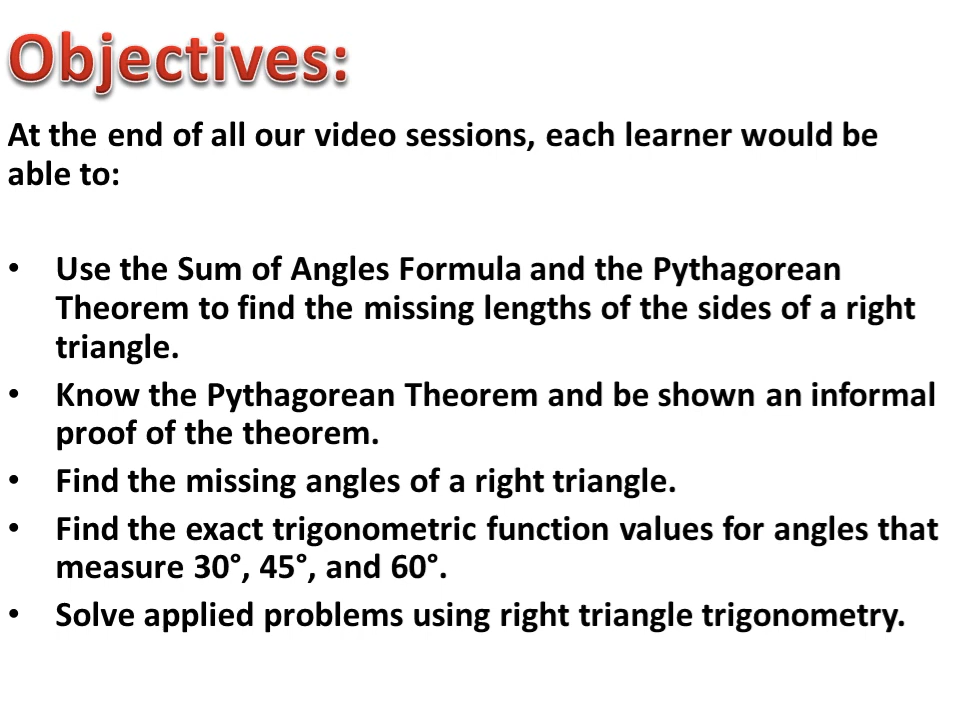 Objectives:
At the end of all our video sessions, each learner would be
able to:
• Use the Sum of Angles Formula and the Pythagorean
Theorem to find the missing lengths of the sides of a right
triangle.
• Know the Pythagorean Theorem and be shown an informal
proof of the theorem.
• Find the missing angles of a right triangle.
• Find the exact trigonometric function values for angles that
measure 30°, 45°, and 60°.
• Solve applied problems using right triangle trigonometry.